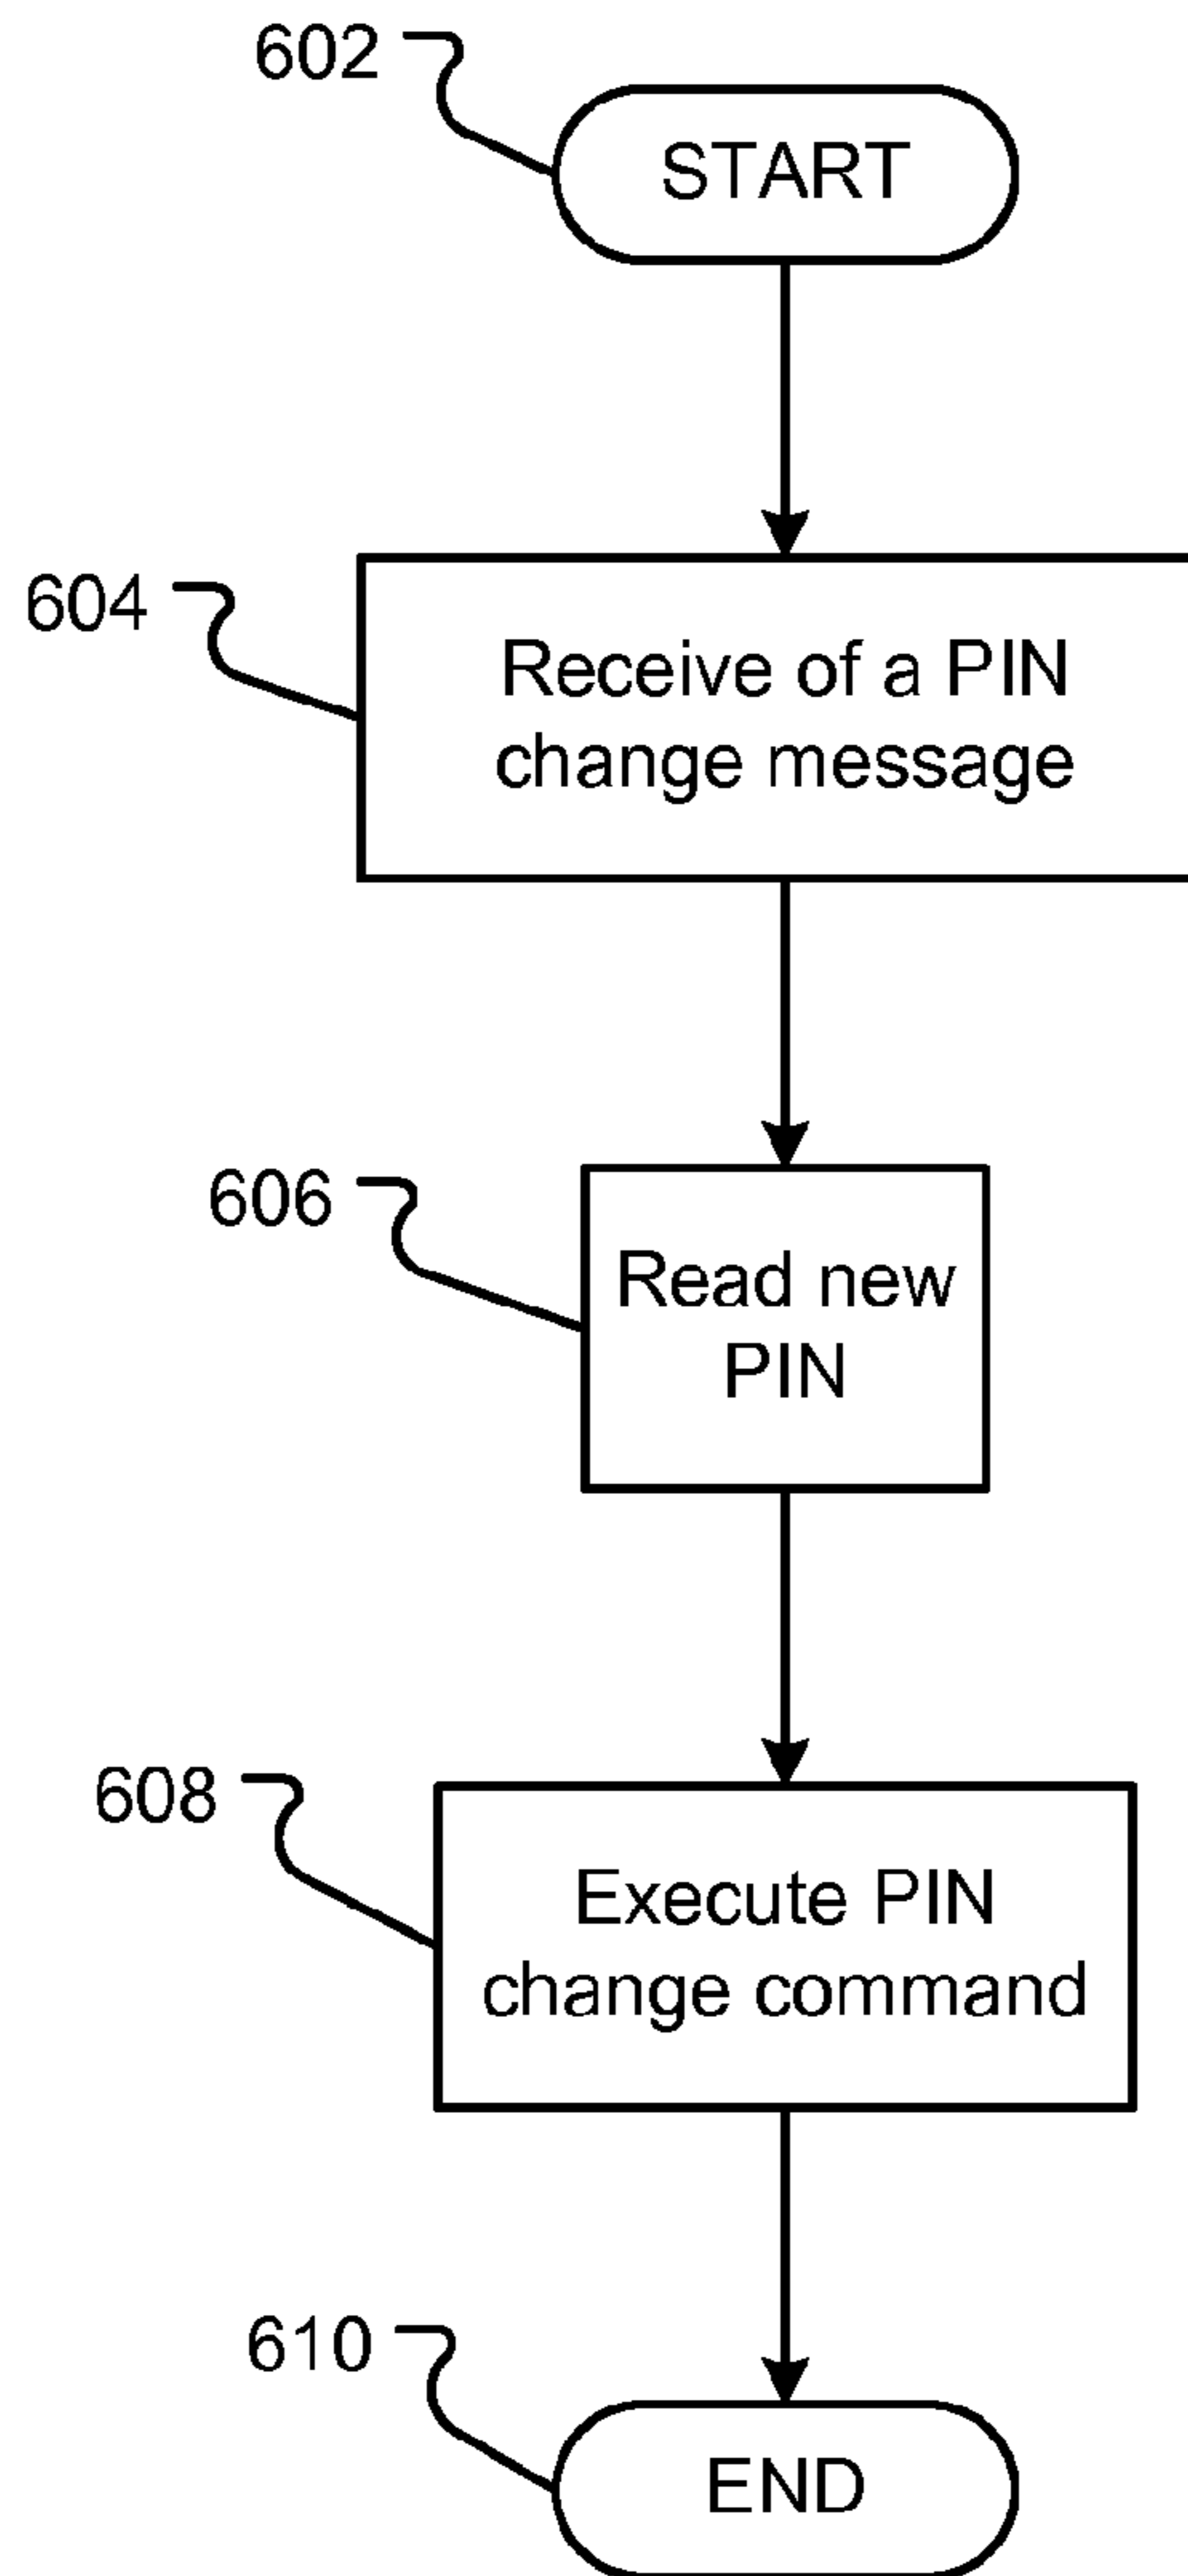 602
START
604
Receive of a PIN
change message
606
Read new
PIN
608
Execute PIN
change command
610
END